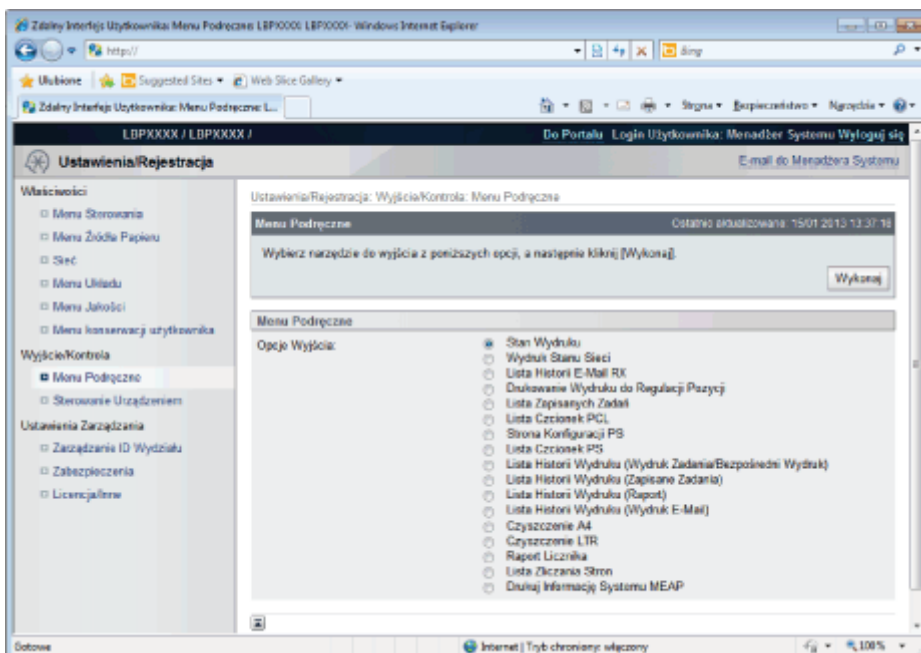 Zdalny Interfejs Użytkownika: Menu Podręczne: LBPXXXX: LBPXXXX - Windows Internet Explorer
http://
Bing
Ulubione Suggested Sites Web Slice Gallery
Zdalny Interfejs Użytkownika: Menu Podręczne: L... Strona Bezpieczeństwo Narzędzia
LBPXXXX / LBPXXXX / Do Portalu Login Użytkownika: Menadżer Systemu Wyloguj się
Ustawienia/Rejestracja E-mail do Menadżera Systemu
Właściwości
Menu Sterowania
Menu Źródła Papieru
Sieć
Menu Układu
Menu Jakości
Menu konserwacji użytkownika
Wyjście/Kontrola
Menu Podręczne
Sterowanie Urządzeniem
Ustawienia Zarządzania
Zarządzanie ID Wydziału
Zabezpieczenia
Licencja/Inne
Ustawienia/Rejestracja: Wyjście/Kontrola: Menu Podręczne
Menu Podręczne Ostatnio aktualizowane: 15/01 2013 13:37:18
Wybierz narzędzie do wyjścia z poniższych opcji, a następnie kliknij [Wykonaj].
Wykonaj
Menu Podręczne
Opcje Wyjścia: Stan Wydruku
Wydruk Stanu Sieci
Lista Historii E-Mail RX
Drukowanie Wydruku do Regulacji Pozycji
Lista Zapisanych Zadań
Lista Czcionek PCL
Strona Konfiguracji PS
Lista Czcionek PS
Lista Historii Wydruku (Wydruk Zadania/Bezpośredni Wydruk)
Lista Historii Wydruku (Zapisane Zadania)
Lista Historii Wydruku (Raport)
Lista Historii Wydruku (Wydruk E-Mail)
Czyszczenie A4
Czyszczenie LTR
Raport Licznika
Lista Zliczania Stron
Drukuj Informację Systemu MEAP
Gotowe Internet | Tryb chroniony: włączony 100%